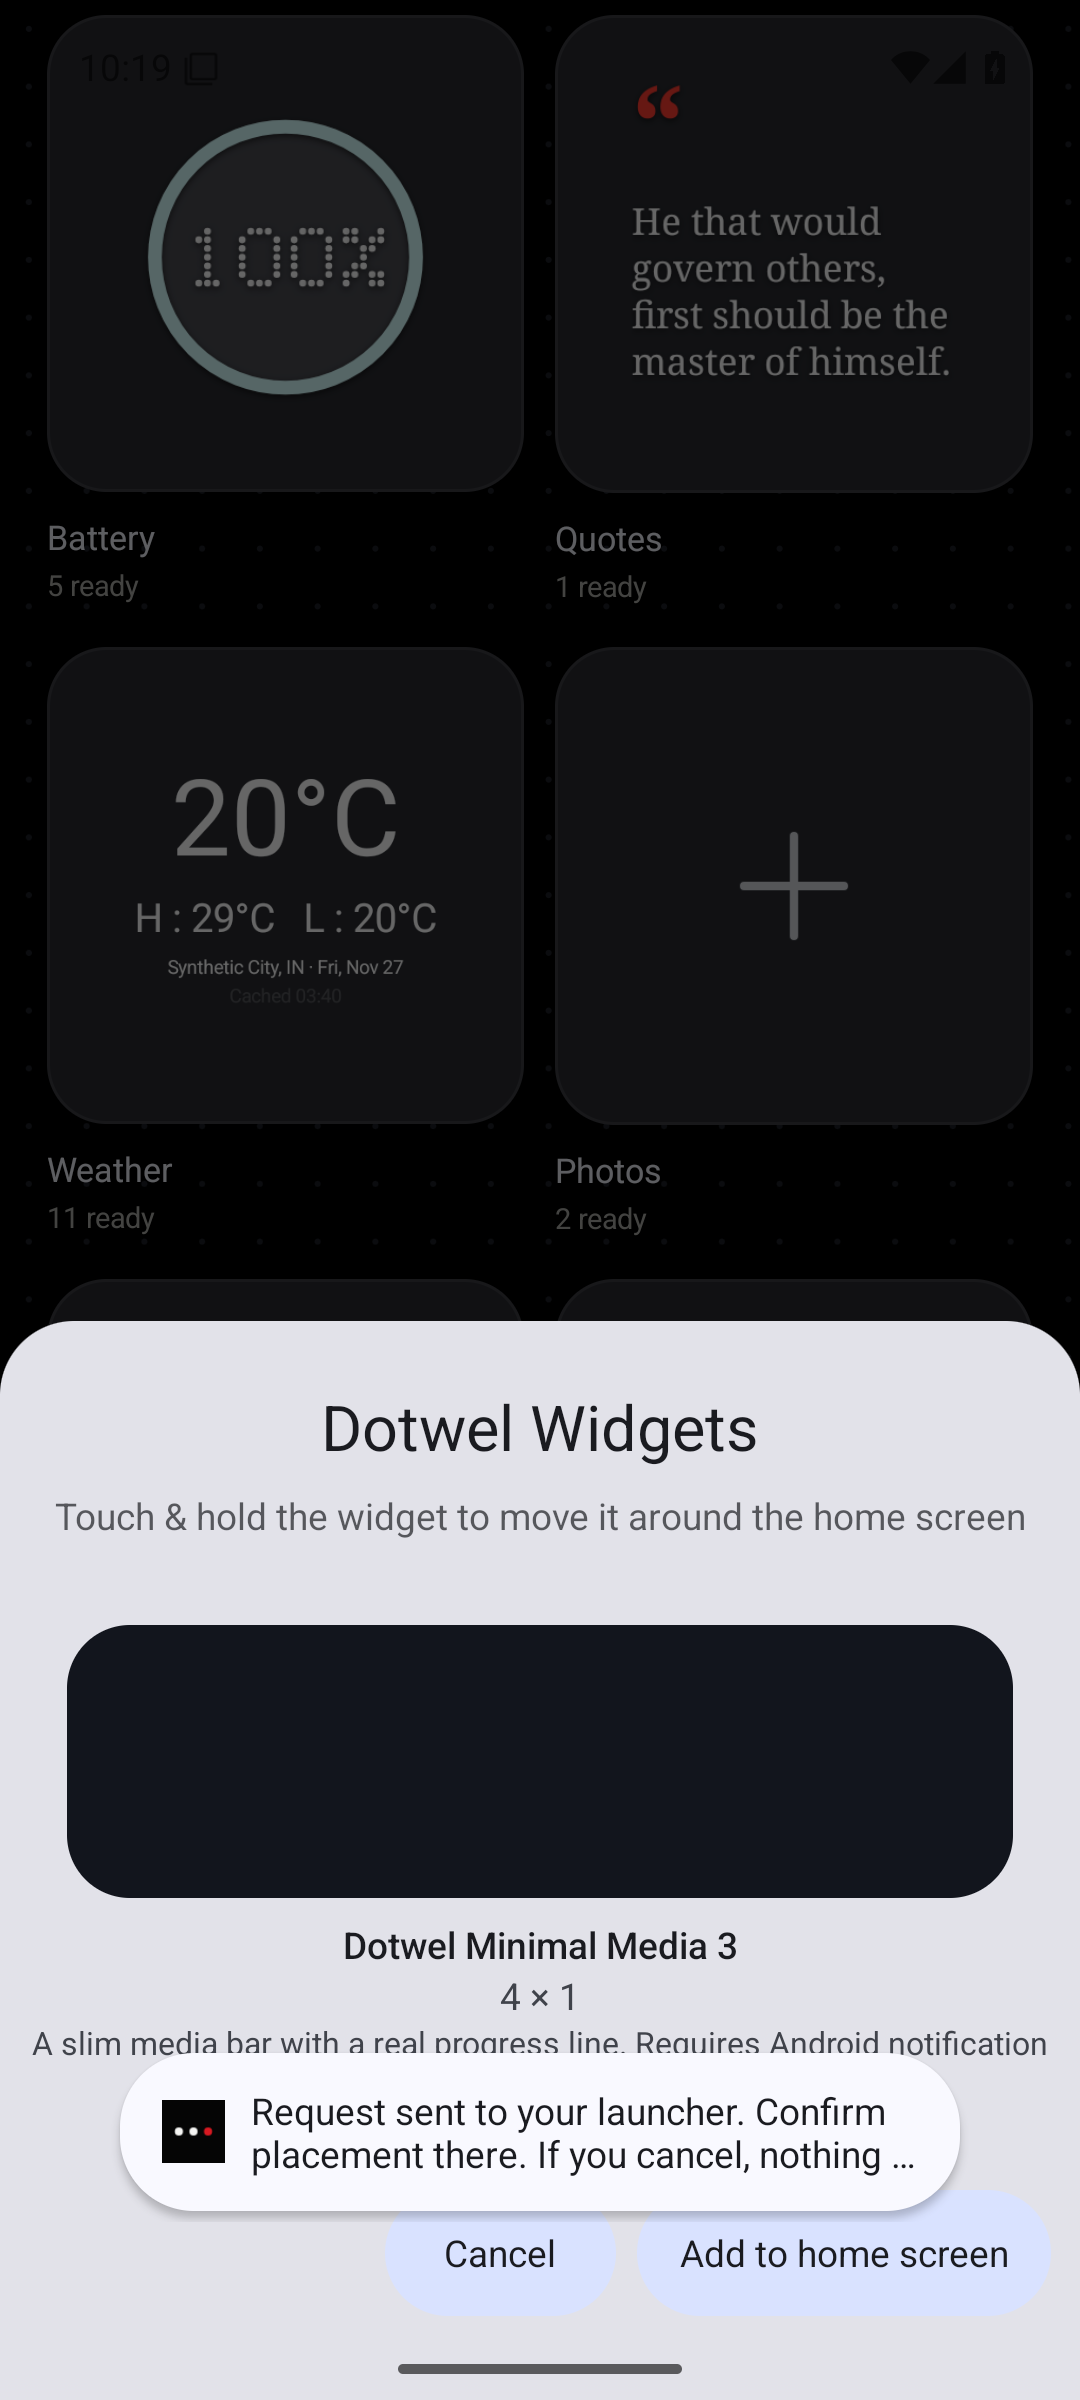 10:19
100%
“
He that would
govern others,
first should be the
master of himself.
Battery
5 ready
Quotes
1 ready
20°C
H : 29°C L : 20°C
Synthetic City, IN · Fri, Nov 27
Cached 03:40
Weather
11 ready
Photos
2 ready
Dotwel Widgets
Touch & hold the widget to move it around the home screen
Dotwel Minimal Media 3
4 × 1
A slim media bar with a real progress line. Requires Android notification
Request sent to your launcher. Confirm
placement there. If you cancel, nothing …
Cancel
Add to home screen